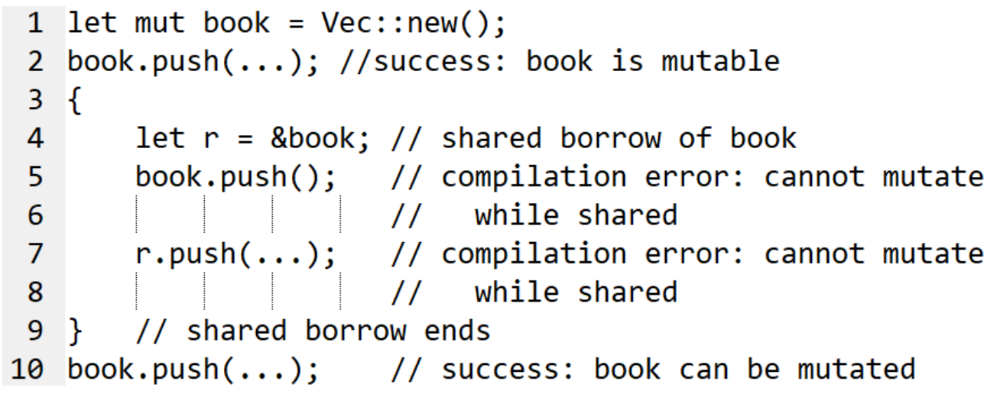 1 let mut book = Vec::new();
2 book.push(...); //success: book is mutable
3 {
4     let r = &book; // shared borrow of book
5     book.push();   // compilation error: cannot mutate
6                    //   while shared
7     r.push(...);   // compilation error: cannot mutate
8                    //   while shared
9 }   // shared borrow ends
10 book.push(...);    // success: book can be mutated